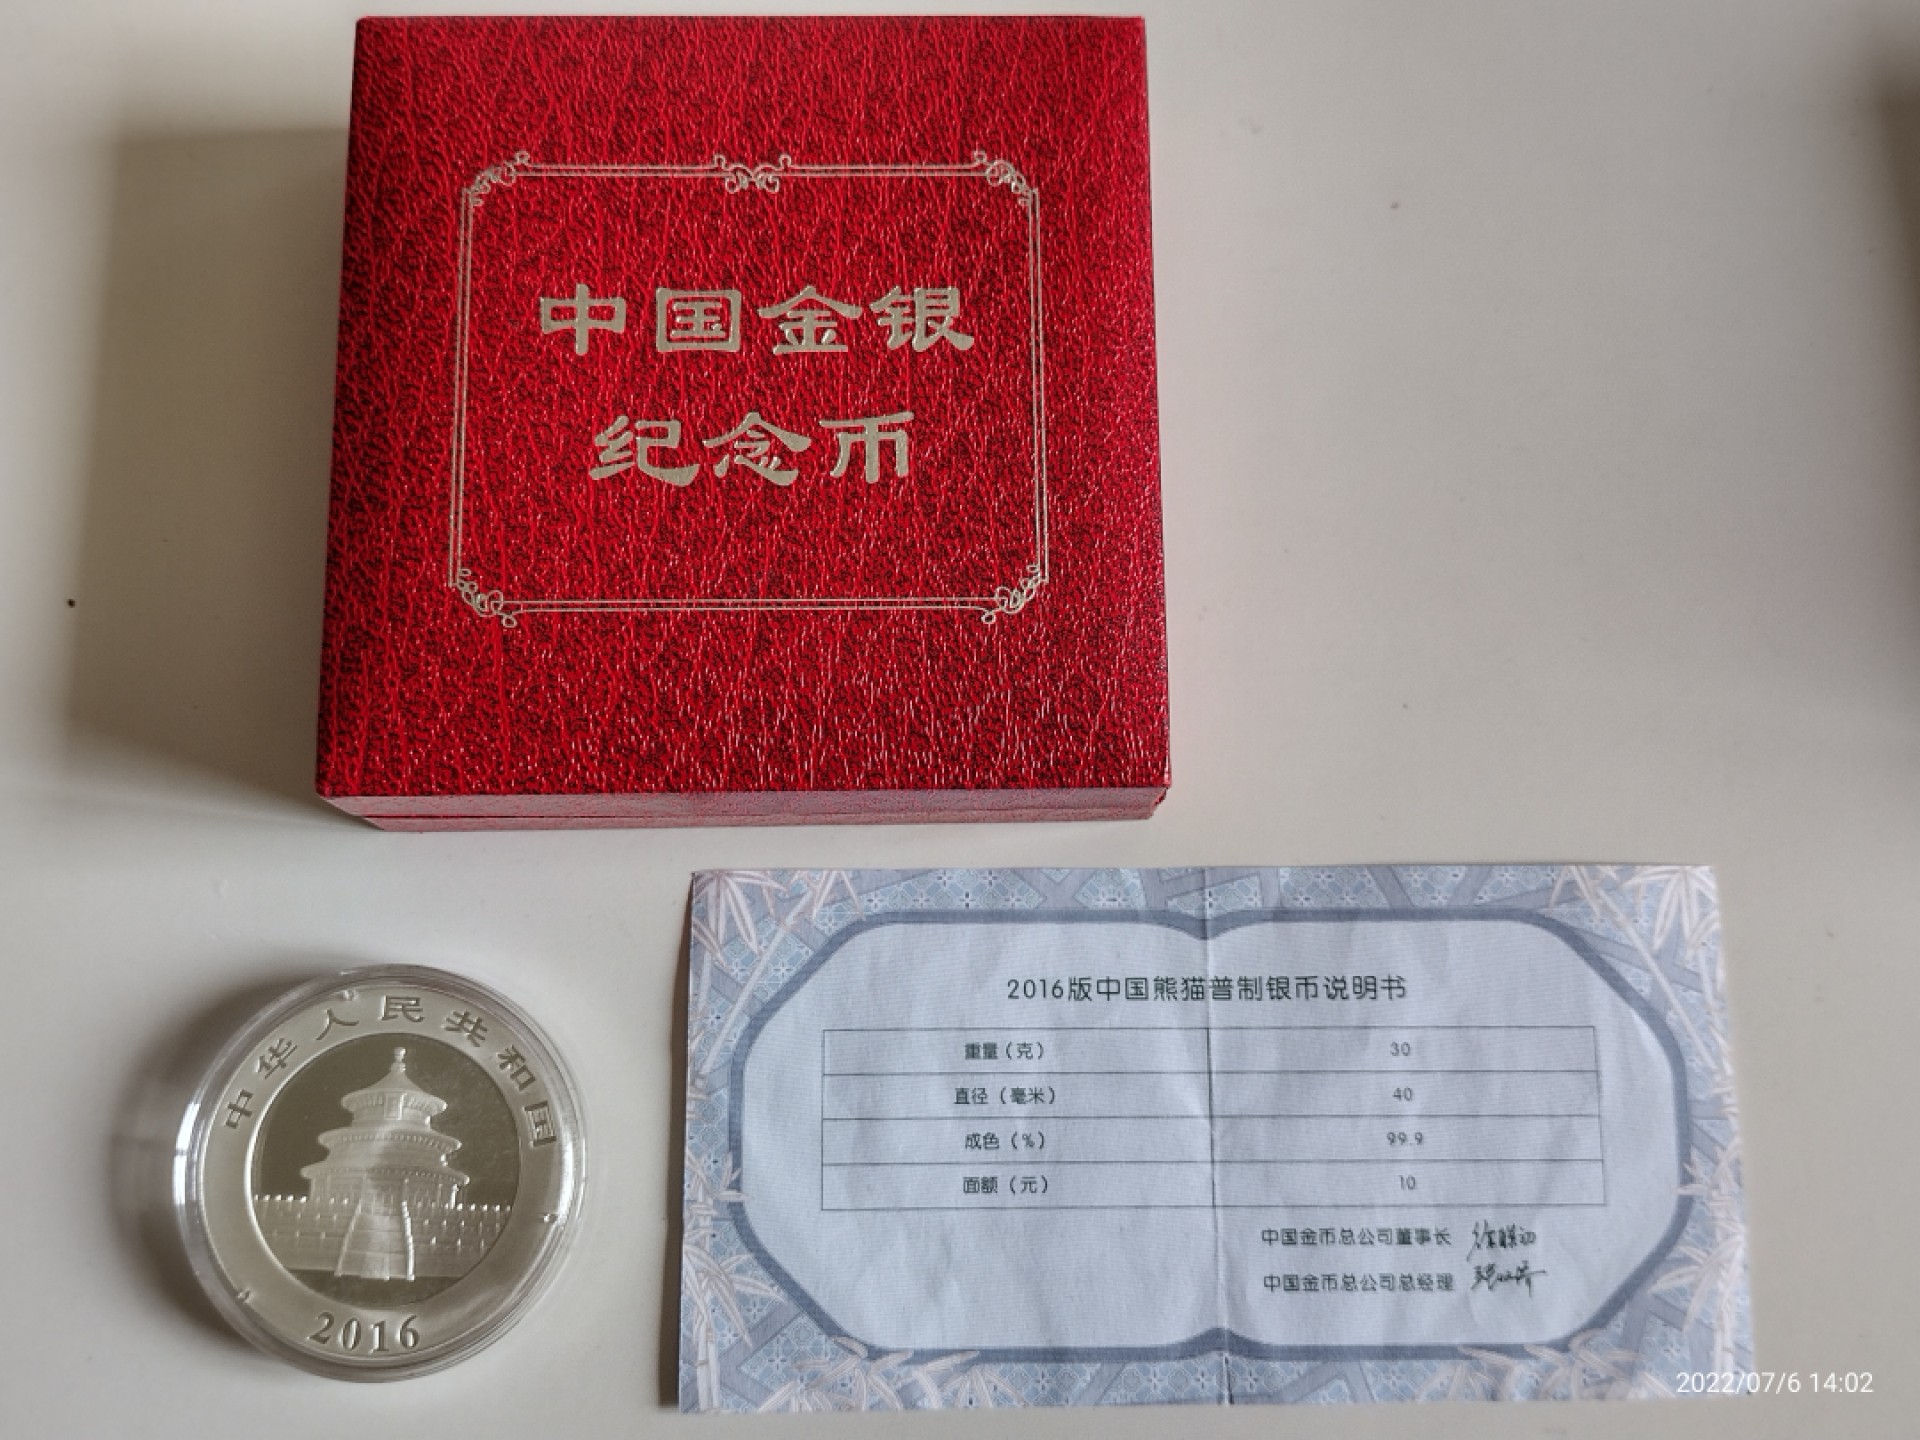 中国金银
纪念币
中华人民共和国
2016
2016版中国熊猫普制银币说明书
重量（克） 30
直径（毫米） 40
成色（%） 99.9
面额（元） 10
中国金币总公司董事长
中国金币总公司总经理
2022/07/6 14:02